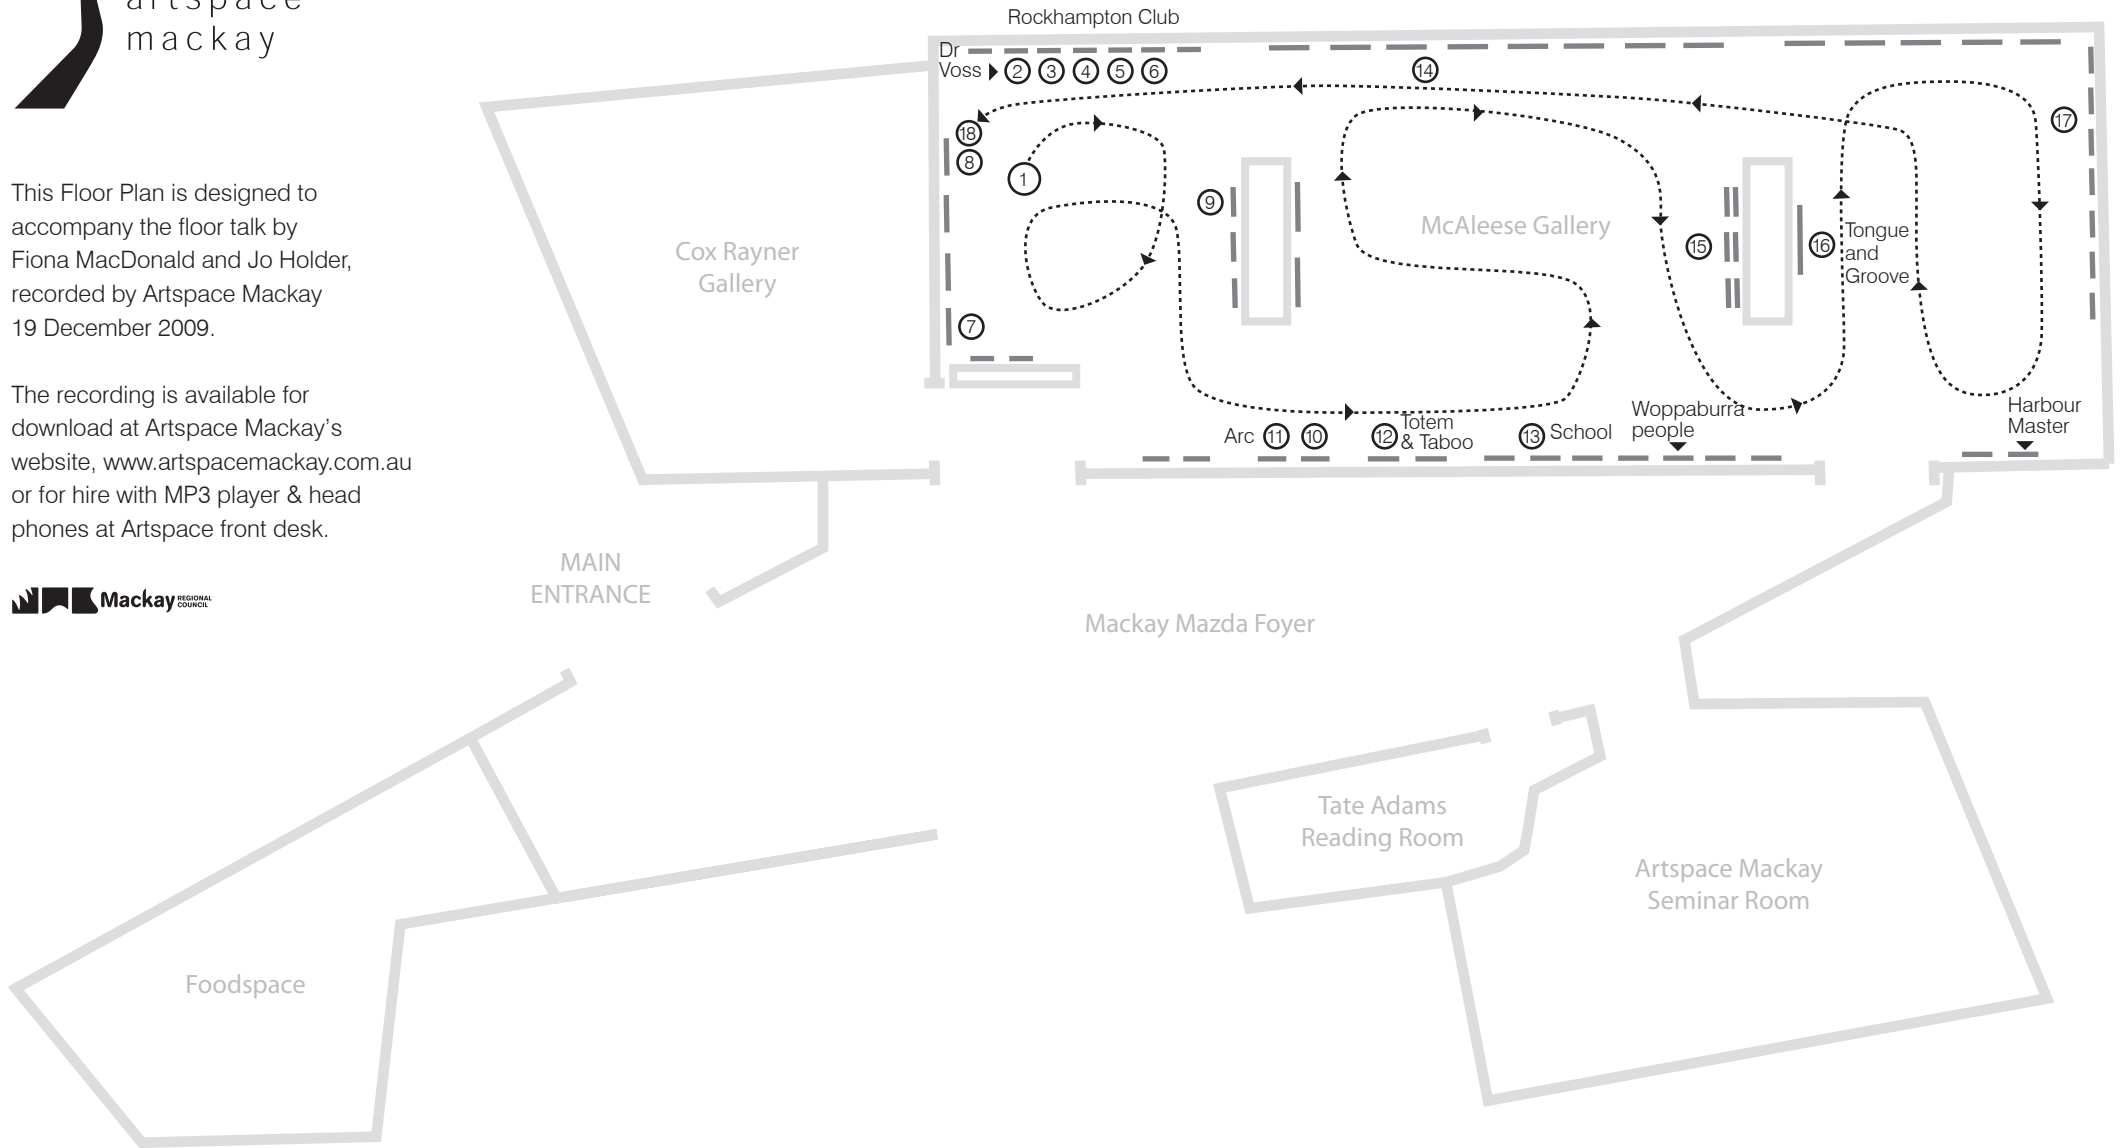 artspace
mackay
This Floor Plan is designed to
accompany the floor talk by
Fiona MacDonald and Jo Holder,
recorded by Artspace Mackay
19 December 2009.
The recording is available for
download at Artspace Mackay’s
website, www.artspacemackay.com.au
or for hire with MP3 player & head
phones at Artspace front desk.
Mackay REGIONAL
COUNCIL
Rockhampton Club
Dr
Voss 2 3 4 5 6
14
18
8
1
17
9
McAleese Gallery
15
16
Tongue
and
Groove
Cox Rayner
Gallery
7
Arc 11 10
12 Totem
& Taboo
13 School
Woppaburra
people
Harbour
Master
MAIN
ENTRANCE
Mackay Mazda Foyer
Tate Adams
Reading Room
Artspace Mackay
Seminar Room
Foodspace